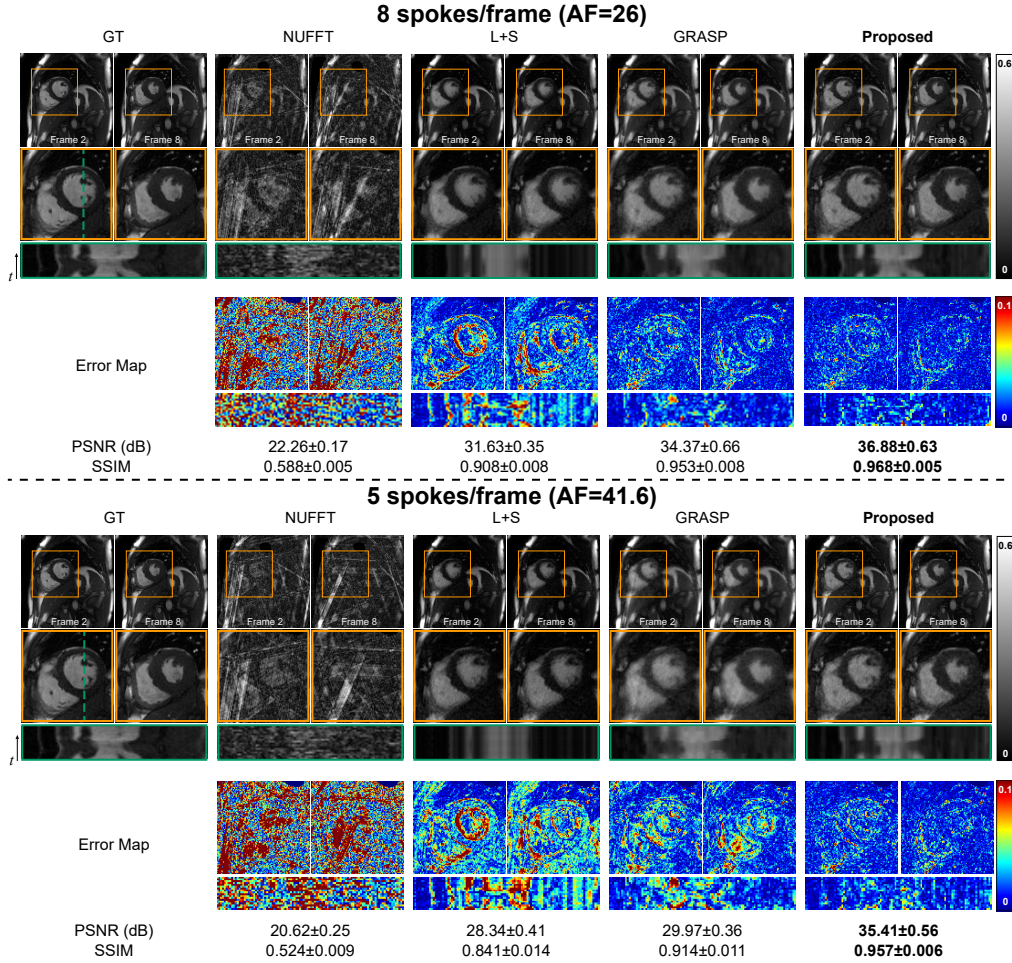 8 spokes/frame (AF=26)
GT NUFFT L+S GRASP Proposed
0.6
Frame 2 Frame 8 Frame 2 Frame 8 Frame 2 Frame 8 Frame 2 Frame 8 Frame 2 Frame 8
t
0
0.1
Error Map
0
PSNR (dB) 22.26±0.17 31.63±0.35 34.37±0.66 36.88±0.63
SSIM 0.588±0.005 0.908±0.008 0.953±0.008 0.968±0.005
5 spokes/frame (AF=41.6)
GT NUFFT L+S GRASP Proposed
0.6
Frame 2 Frame 8 Frame 2 Frame 8 Frame 2 Frame 8 Frame 2 Frame 8 Frame 2 Frame 8
t
0
0.1
Error Map
0
PSNR (dB) 20.62±0.25 28.34±0.41 29.97±0.36 35.41±0.56
SSIM 0.524±0.009 0.841±0.014 0.914±0.011 0.957±0.006